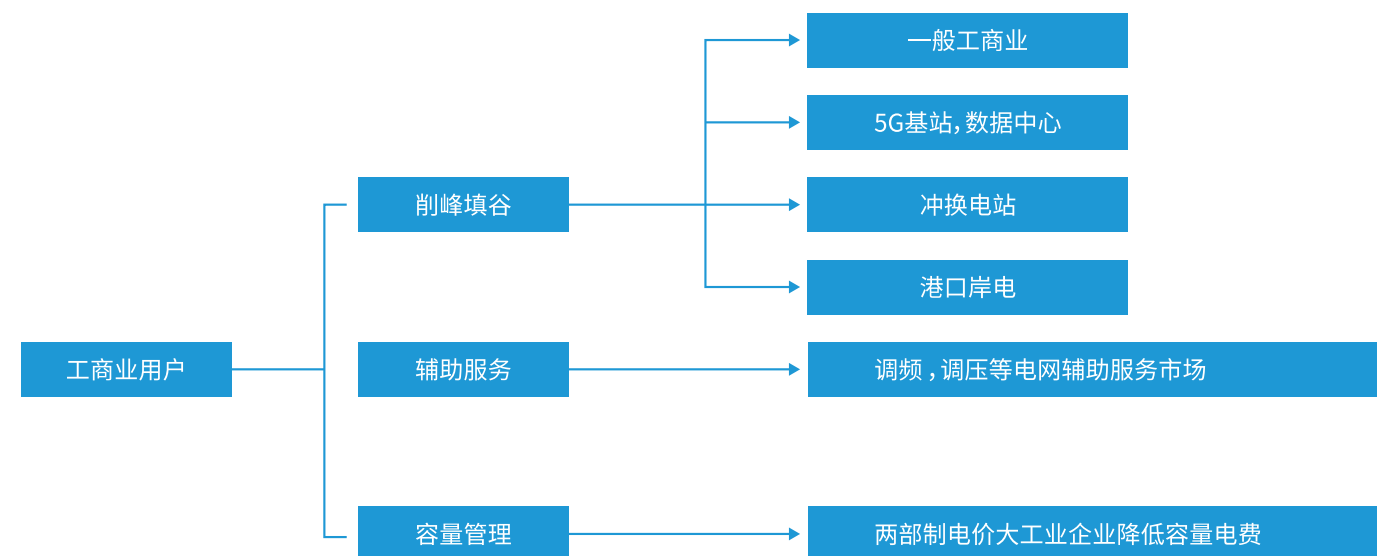 一般工商业
5G基站，数据中心
削峰填谷
冲换电站
港口岸电
工商业用户
辅助服务
调频，调压等电网辅助服务市场
容量管理
两部制电价大工业企业降低容量电费